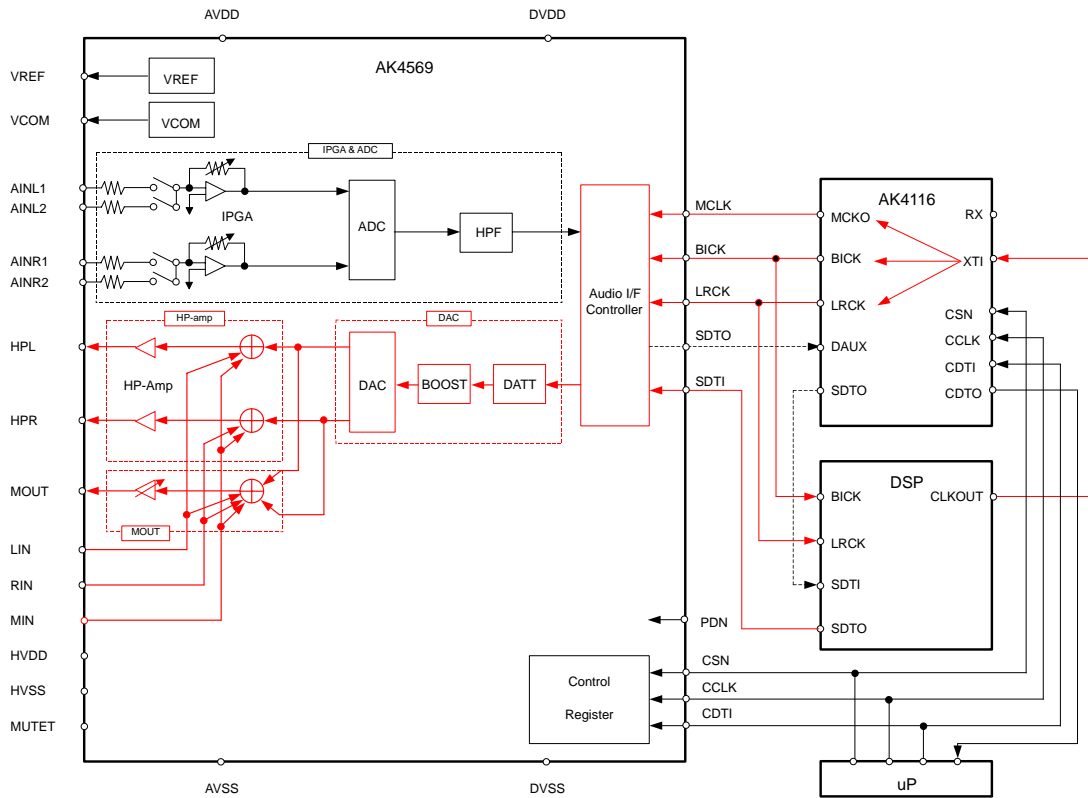 AVDD
DVDD
AK4569
VREF
VREF
VCOM
VCOM
IPGA & ADC
AINL1
AINL2
IPGA
ADC
HPF
AINR1
AINR2
Audio I/F
Controller
MCLK
BICK
LRCK
SDTO
SDTI
AK4116
MCKO
RX
BICK
XTI
LRCK
CSN
CCLK
DAUX
CDTI
SDTO
CDTO
HP-amp
DAC
HPL
HP-Amp
DAC
BOOST
DATT
HPR
MOUT
MOUT
LIN
RIN
MIN
HVDD
HVSS
MUTET
DSP
BICK
CLKOUT
LRCK
SDTI
SDTO
PDN
Control
Register
CSN
CCLK
CDTI
uP
AVSS
DVSS